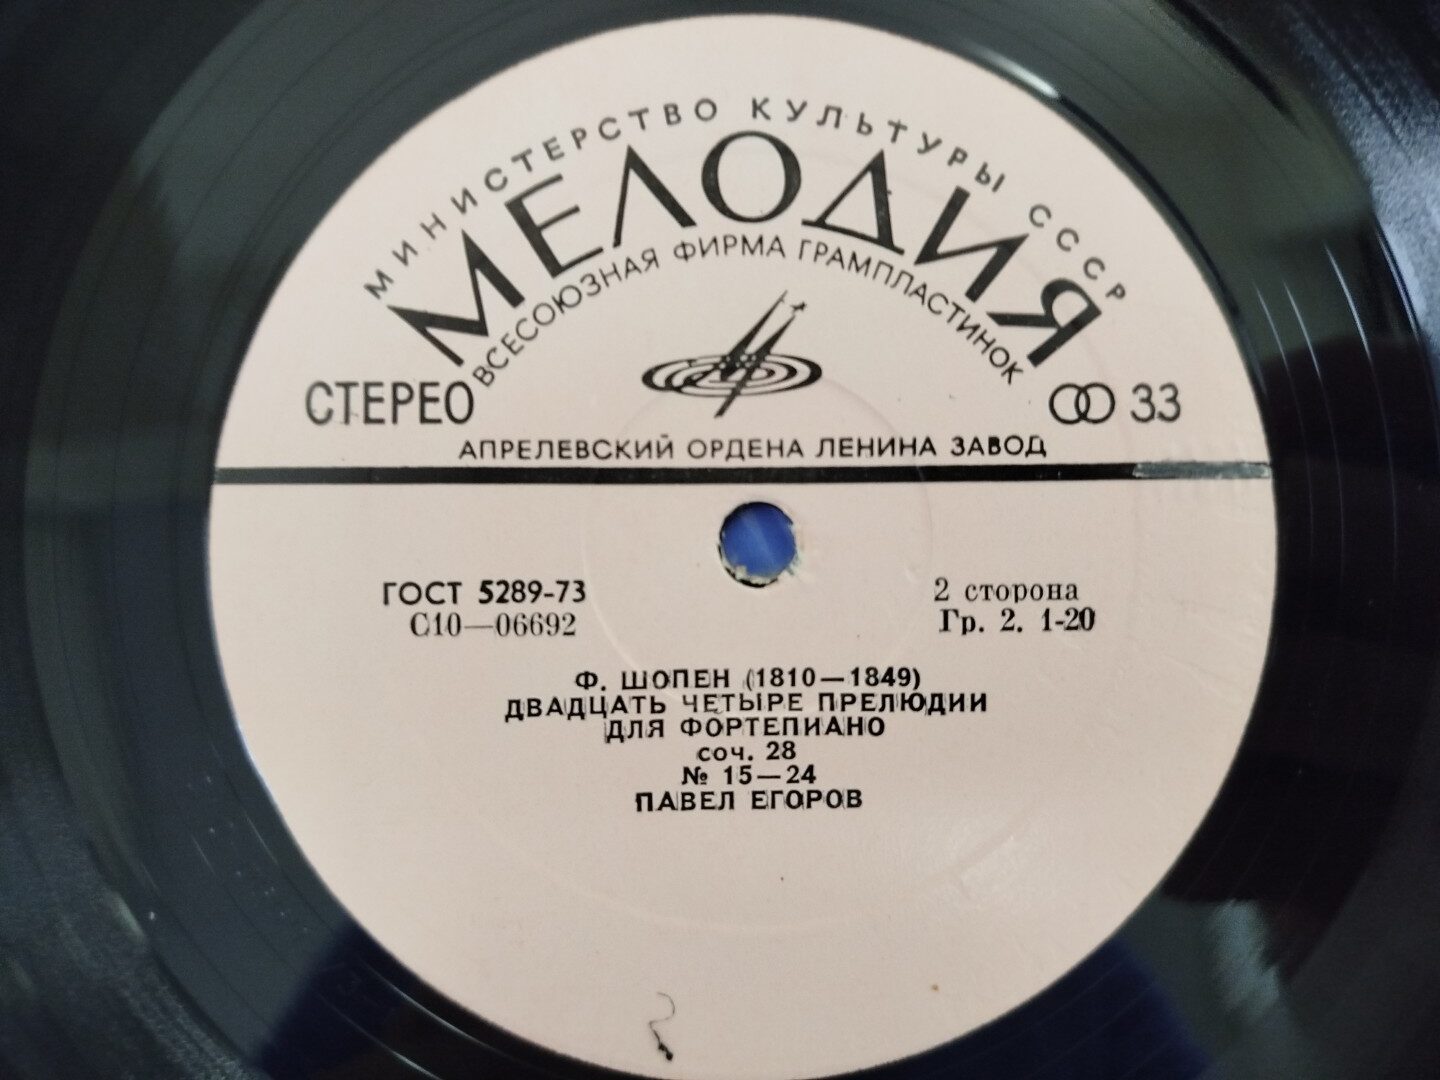 МИНИСТЕРСТВО КУЛЬТУРЫ СССР
МЕЛОДИЯ
ВСЕСОЮЗНАЯ ФИРМА ГРАМПЛАСТИНОК
СТЕРЕО
33
АПРЕЛЕВСКИЙ ОРДЕНА ЛЕНИНА ЗАВОД
ГОСТ 5289-73
С10—06692
2 сторона
Гр. 2. 1-20
Ф. ШОПЕН (1810—1849)
ДВАДЦАТЬ ЧЕТЫРЕ ПРЕЛЮДИИ
ДЛЯ ФОРТЕПИАНО
соч. 28
№ 15—24
ПАВЕЛ ЕГОРОВ